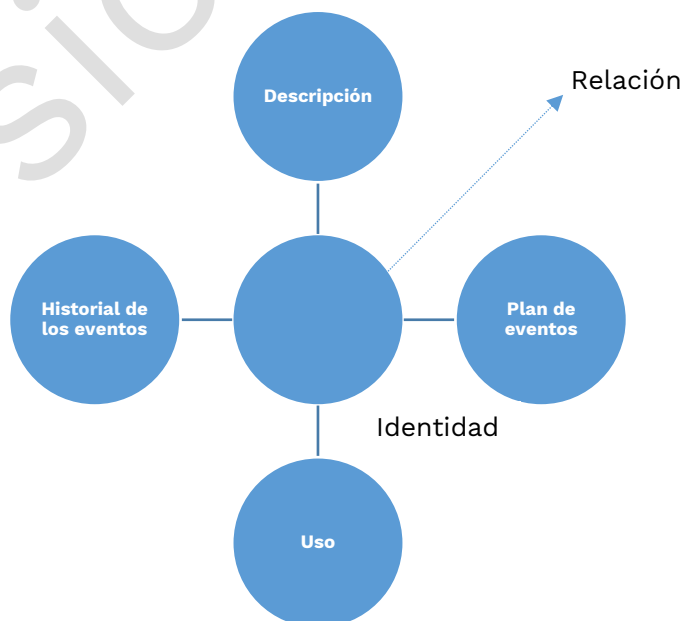 Descripción
Relación
Historial de
los eventos
Plan de
eventos
Identidad
Uso